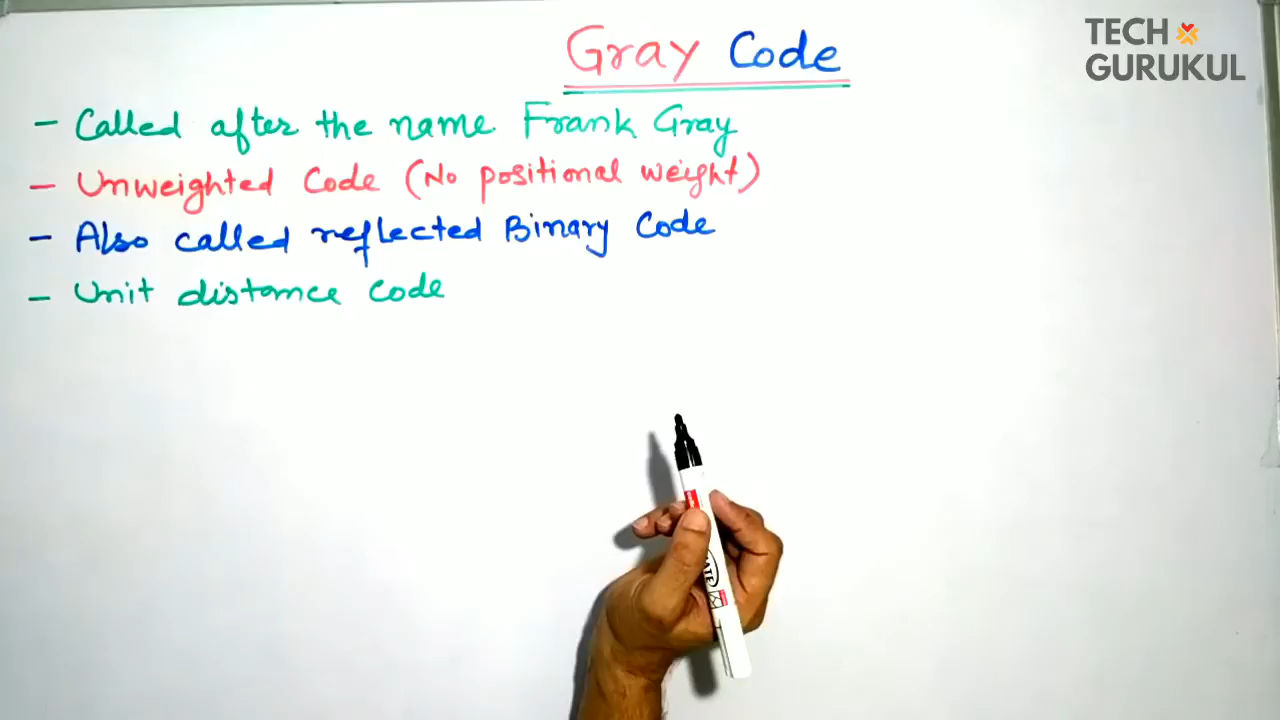 Gray Code
TECH
GURUKUL
- Called after the name Frank Gray
- Unweighted Code (No positional weight)
- Also called reflected Binary Code
- Unit distance code